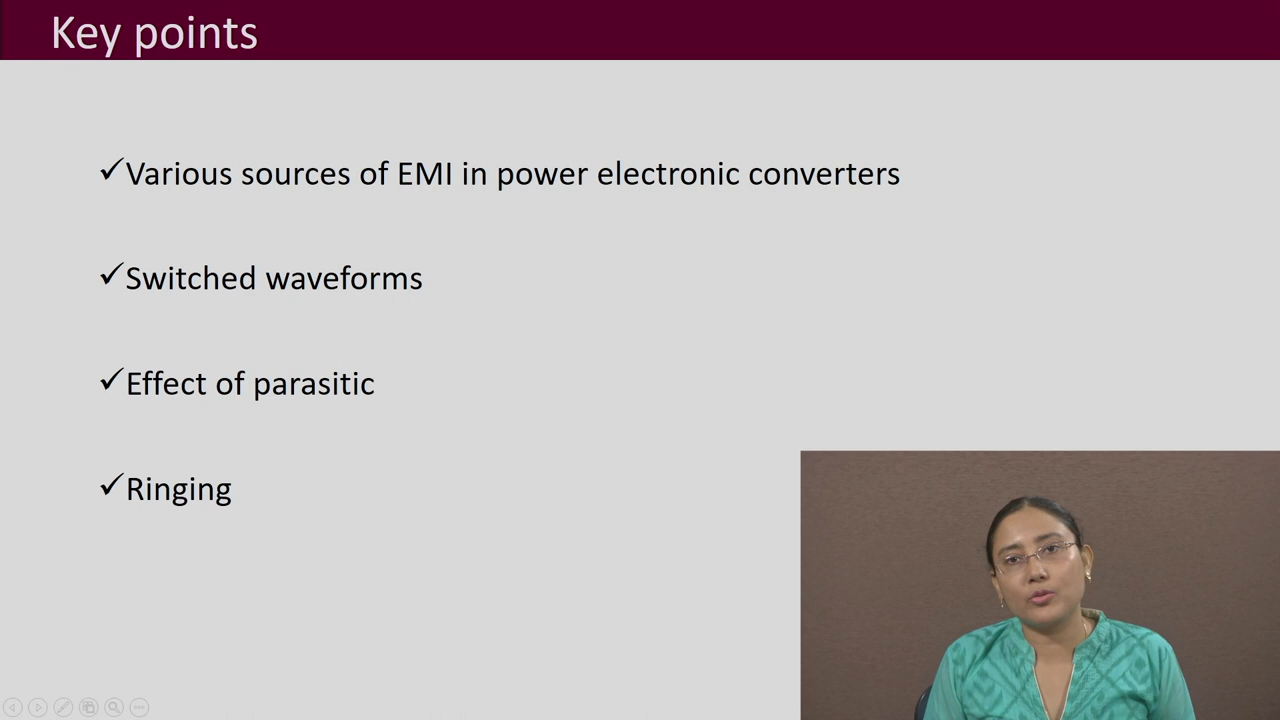 Key points
✓Various sources of EMI in power electronic converters
✓Switched waveforms
✓Effect of parasitic
✓Ringing